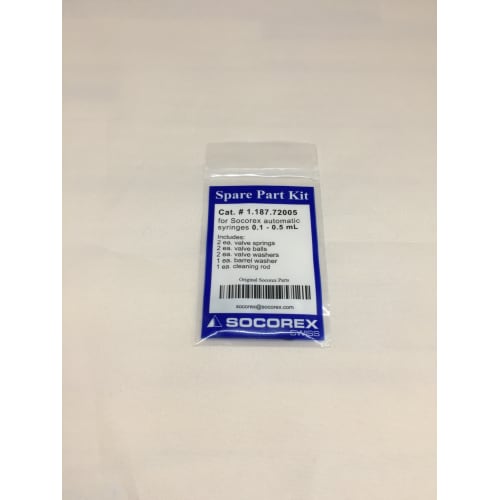 Spare Part Kit
Cat. # 1.187.72005
for Socorex automatic
syringes 0.1 - 0.5 mL
Includes:
2 ea. valve springs
2 ea. valve balls
2 ea. valve washers
1 ea. barrel washer
1 ea. cleaning rod
Original Socorex Parts
socorex@socorex.com
SOCOREX
SWISS